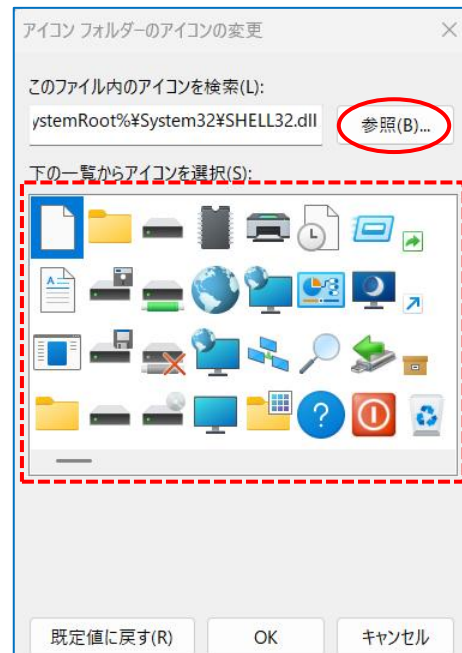 アイコン フォルダーのアイコンの変更
このファイル内のアイコンを検索(L):
ystemRoot%¥System32¥SHELL32.dll
参照(B)...
下の一覧からアイコンを選択(S):
既定値に戻す(R)
OK
キャンセル